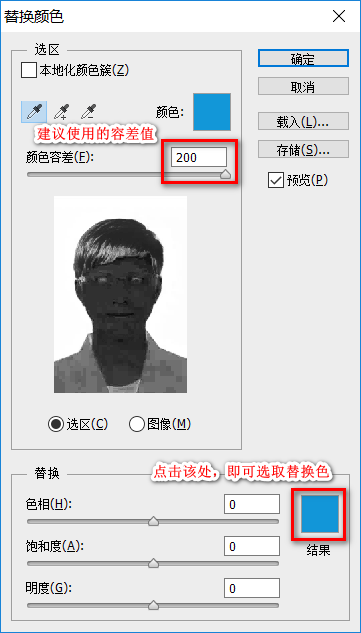 替换颜色
选区
本地化颜色簇(Z)
颜色:
建议使用的容差值
颜色容差(F):
200
选区(C)
图像(M)
确定
取消
载入(L)...
存储(S)...
预览(P)
替换
点击该处，即可选取替换色
色相(H):
0
饱和度(A):
0
明度(G):
0
结果